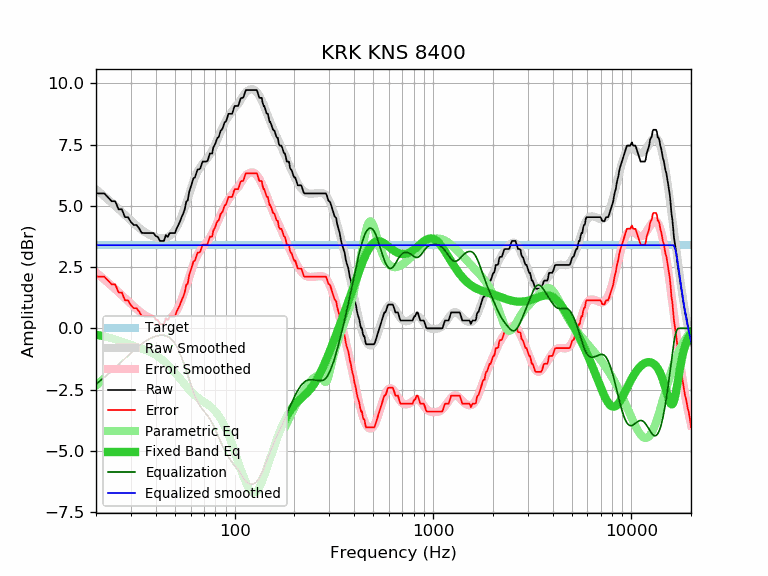 KRK KNS 8400
10.0
7.5
5.0
2.5
0.0
−2.5
−5.0
−7.5
Amplitude (dBr)
Target
Raw Smoothed
Error Smoothed
Raw
Error
Parametric Eq
Fixed Band Eq
Equalization
Equalized smoothed
100 1000 10000
Frequency (Hz)